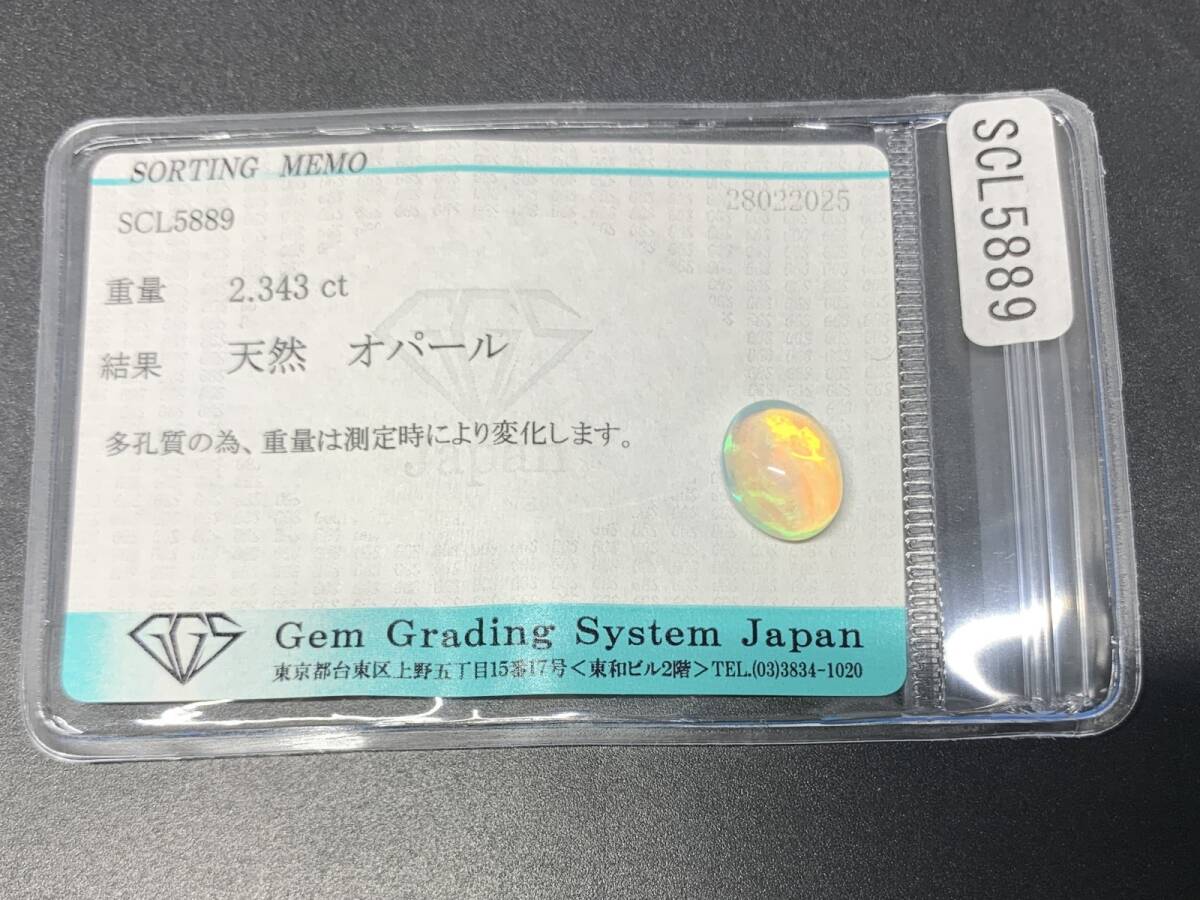 SORTING MEMO
SCL5889
28022025
重量 2.343 ct
結果 天然 オパール
多孔質の為、重量は測定時により変化します。
Japan
GGS Gem Grading System Japan
東京都台東区上野五丁目15番17号＜東和ビル2階＞TEL.(03)3834-1020
SCL5889